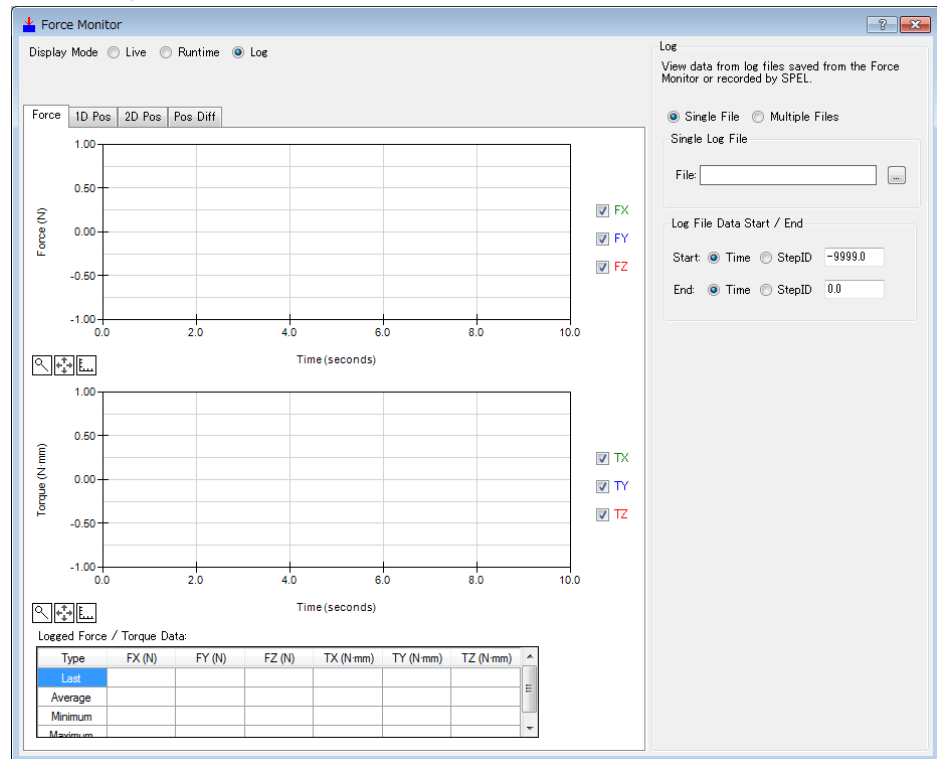 Force Monitor
Display Mode Live Runtime Log
Force 1D Pos 2D Pos Pos Diff
1.00
0.50
0.00
-0.50
-1.00
Force (N)
0.0 2.0 4.0 6.0 8.0 10.0
Time (seconds)
FX
FY
FZ
1.00
0.50
0.00
-0.50
-1.00
Torque (N·mm)
0.0 2.0 4.0 6.0 8.0 10.0
Time (seconds)
TX
TY
TZ
Logged Force / Torque Data:
Type FX (N) FY (N) FZ (N) TX (N·mm) TY (N·mm) TZ (N·mm)
Last
Average
Minimum
Maximum
Log
View data from log files saved from the Force
Monitor or recorded by SPEL.
Single File Multiple Files
Single Log File
File: ...
Log File Data Start / End
Start: Time StepID -9999.0
End: Time StepID 0.0